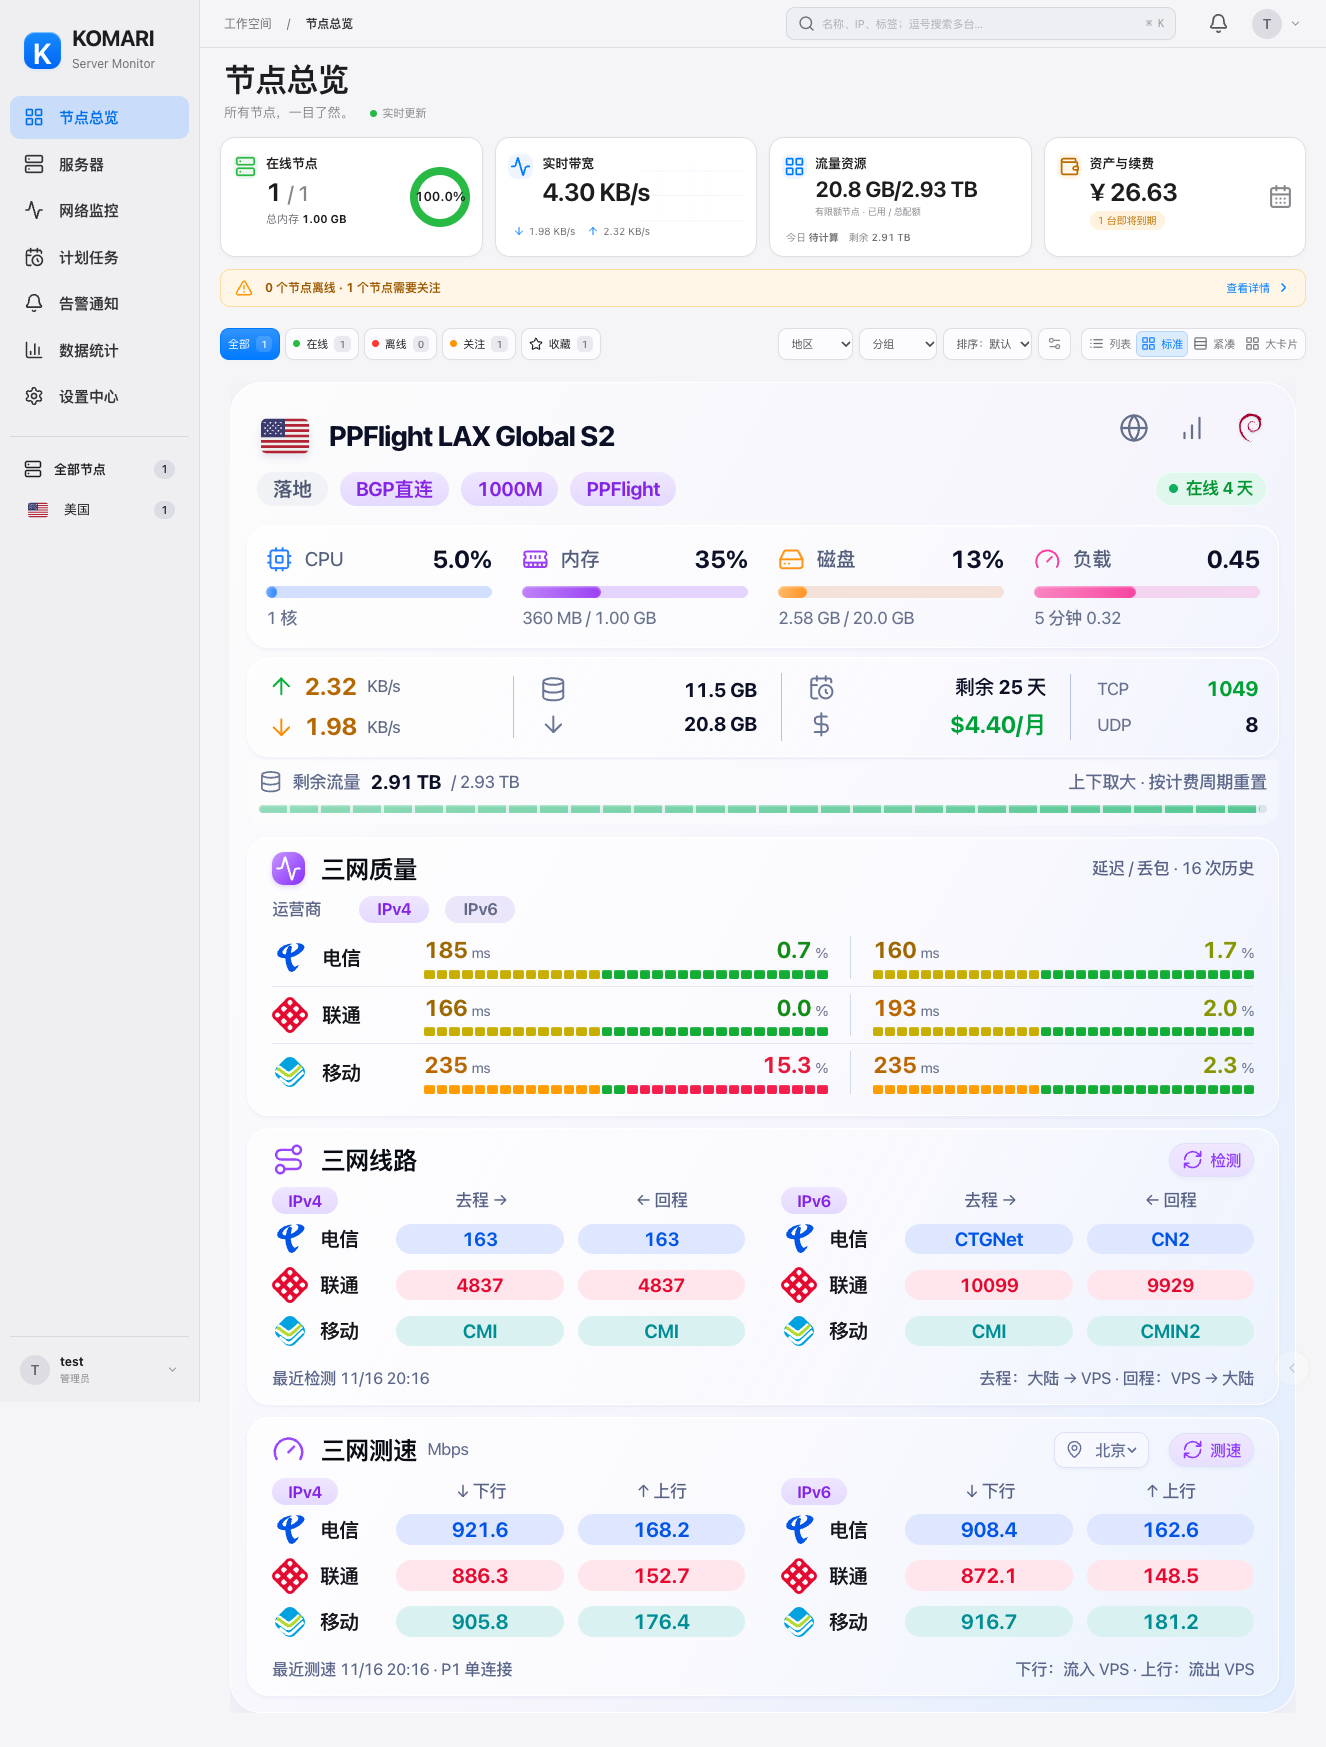 K KOMARI
Server Monitor
节点总览
服务器
网络监控
计划任务
告警通知
数据统计
设置中心
全部节点 1
美国 1
T test
管理员
工作空间 / 节点总览
名称、IP、标签；逗号搜索多台... ⌘ K
T
节点总览
所有节点，一目了然。 实时更新
在线节点
1 / 1
总内存 1.00 GB
100.0%
实时带宽
4.30 KB/s
↓ 1.98 KB/s ↑ 2.32 KB/s
流量资源
20.8 GB/2.93 TB
有限额节点 · 已用 / 总配额
今日 待计算 剩余 2.91 TB
资产与续费
¥ 26.63
1 台即将到期
0 个节点离线 · 1 个节点需要关注 查看详情
全部 1 在线 1 离线 0 关注 1 收藏 1
地区 分组 排序：默认 列表 标准 紧凑 大卡片
PPFlight LAX Global S2
落地 BGP直连 1000M PPFlight 在线 4 天
CPU 5.0% 内存 35% 磁盘 13% 负载 0.45
1 核 360 MB / 1.00 GB 2.58 GB / 20.0 GB 5 分钟 0.32
↑ 2.32 KB/s 11.5 GB 剩余 25 天 TCP 1049
↓ 1.98 KB/s ↓ 20.8 GB $ $4.40/月 UDP 8
剩余流量 2.91 TB / 2.93 TB 上下取大 · 按计费周期重置
三网质量 延迟 / 丢包 · 16 次历史
运营商 IPv4 IPv6
电信 185 ms 0.7 % 160 ms 1.7 %
联通 166 ms 0.0 % 193 ms 2.0 %
移动 235 ms 15.3 % 235 ms 2.3 %
三网线路 检测
IPv4 去程 → ← 回程 IPv6 去程 → ← 回程
电信 163 163 电信 CTGNet CN2
联通 4837 4837 联通 10099 9929
移动 CMI CMI 移动 CMI CMIN2
最近检测 11/16 20:16 去程：大陆 → VPS · 回程：VPS → 大陆
三网测速 Mbps 北京 测速
IPv4 ↓ 下行 ↑ 上行 IPv6 ↓ 下行 ↑ 上行
电信 921.6 168.2 电信 908.4 162.6
联通 886.3 152.7 联通 872.1 148.5
移动 905.8 176.4 移动 916.7 181.2
最近测速 11/16 20:16 · P1 单连接 下行：流入 VPS · 上行：流出 VPS